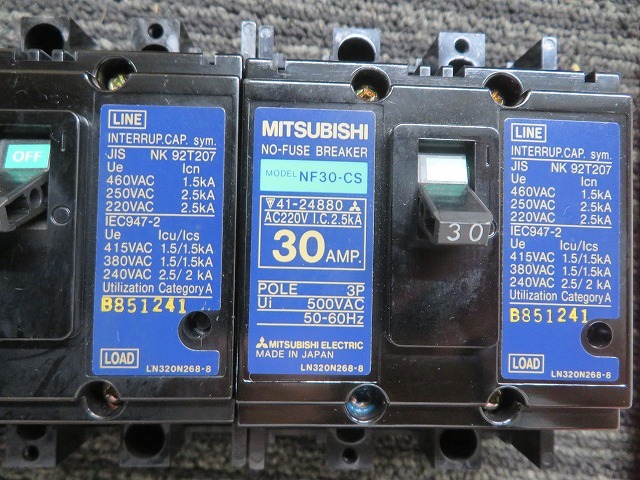 OFF
LINE
INTERRUP.CAP. sym.
JIS NK 92T207
Ue Icn
460VAC 1.5kA
250VAC 2.5kA
220VAC 2.5kA
IEC947-2
Ue Icu/Ics
415VAC 1.5/1.5kA
380VAC 1.5/1.5kA
240VAC 2.5/ 2 kA
Utilization Category A
B851241
LOAD
LN320N268-8
MITSUBISHI
NO-FUSE BREAKER
MODEL NF30-CS
41-24880
AC220V I.C. 2.5kA
30 AMP.
POLE 3P
Ui 500VAC
50-60Hz
MITSUBISHI ELECTRIC
MADE IN JAPAN
LN320N268-8
30
LINE
INTERRUP.CAP. sym.
JIS NK 92T207
Ue Icn
460VAC 1.5kA
250VAC 2.5kA
220VAC 2.5kA
IEC947-2
Ue Icu/Ics
415VAC 1.5/1.5kA
380VAC 1.5/1.5kA
240VAC 2.5/ 2 kA
Utilization Category A
B851241
LOAD
LN320N268-8